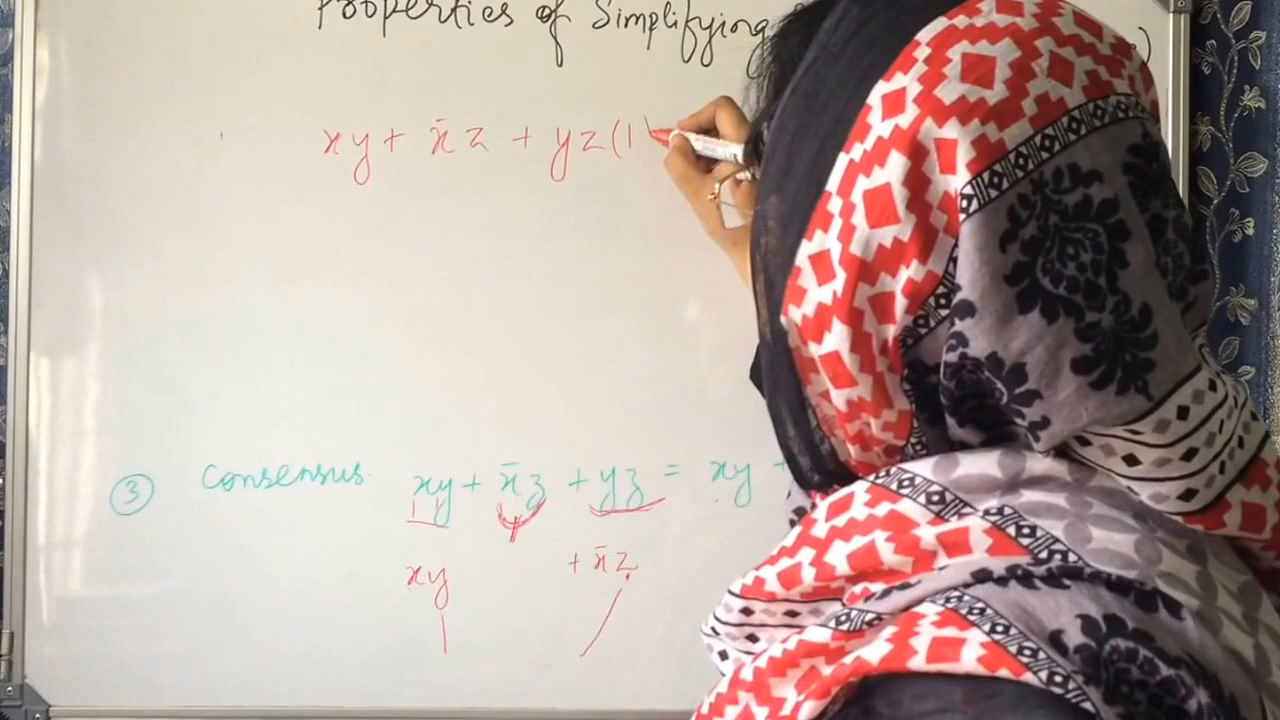 Properties of Simplifying )
xy + x̄ z + yz(1)
③ Consensus. xy + x̄z + yz = xy +
xy + x̄z